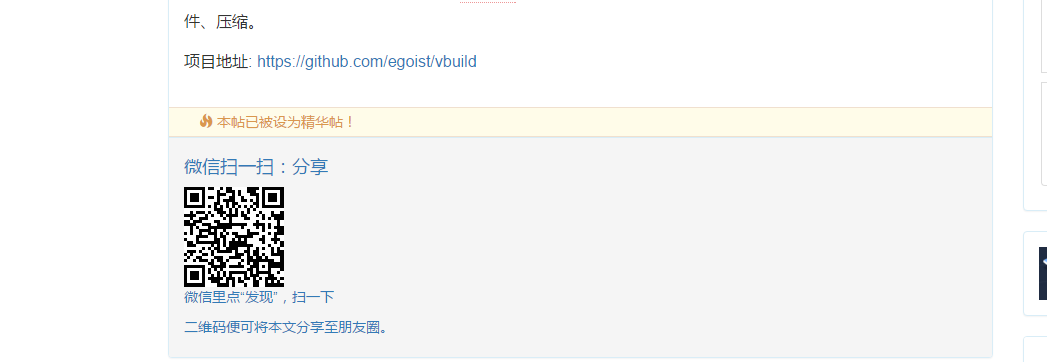 件、压缩。
项目地址: https://github.com/egoist/vbuild
本帖已被设为精华帖！
微信扫一扫：分享
微信里点“发现”，扫一下
二维码便可将本文分享至朋友圈。